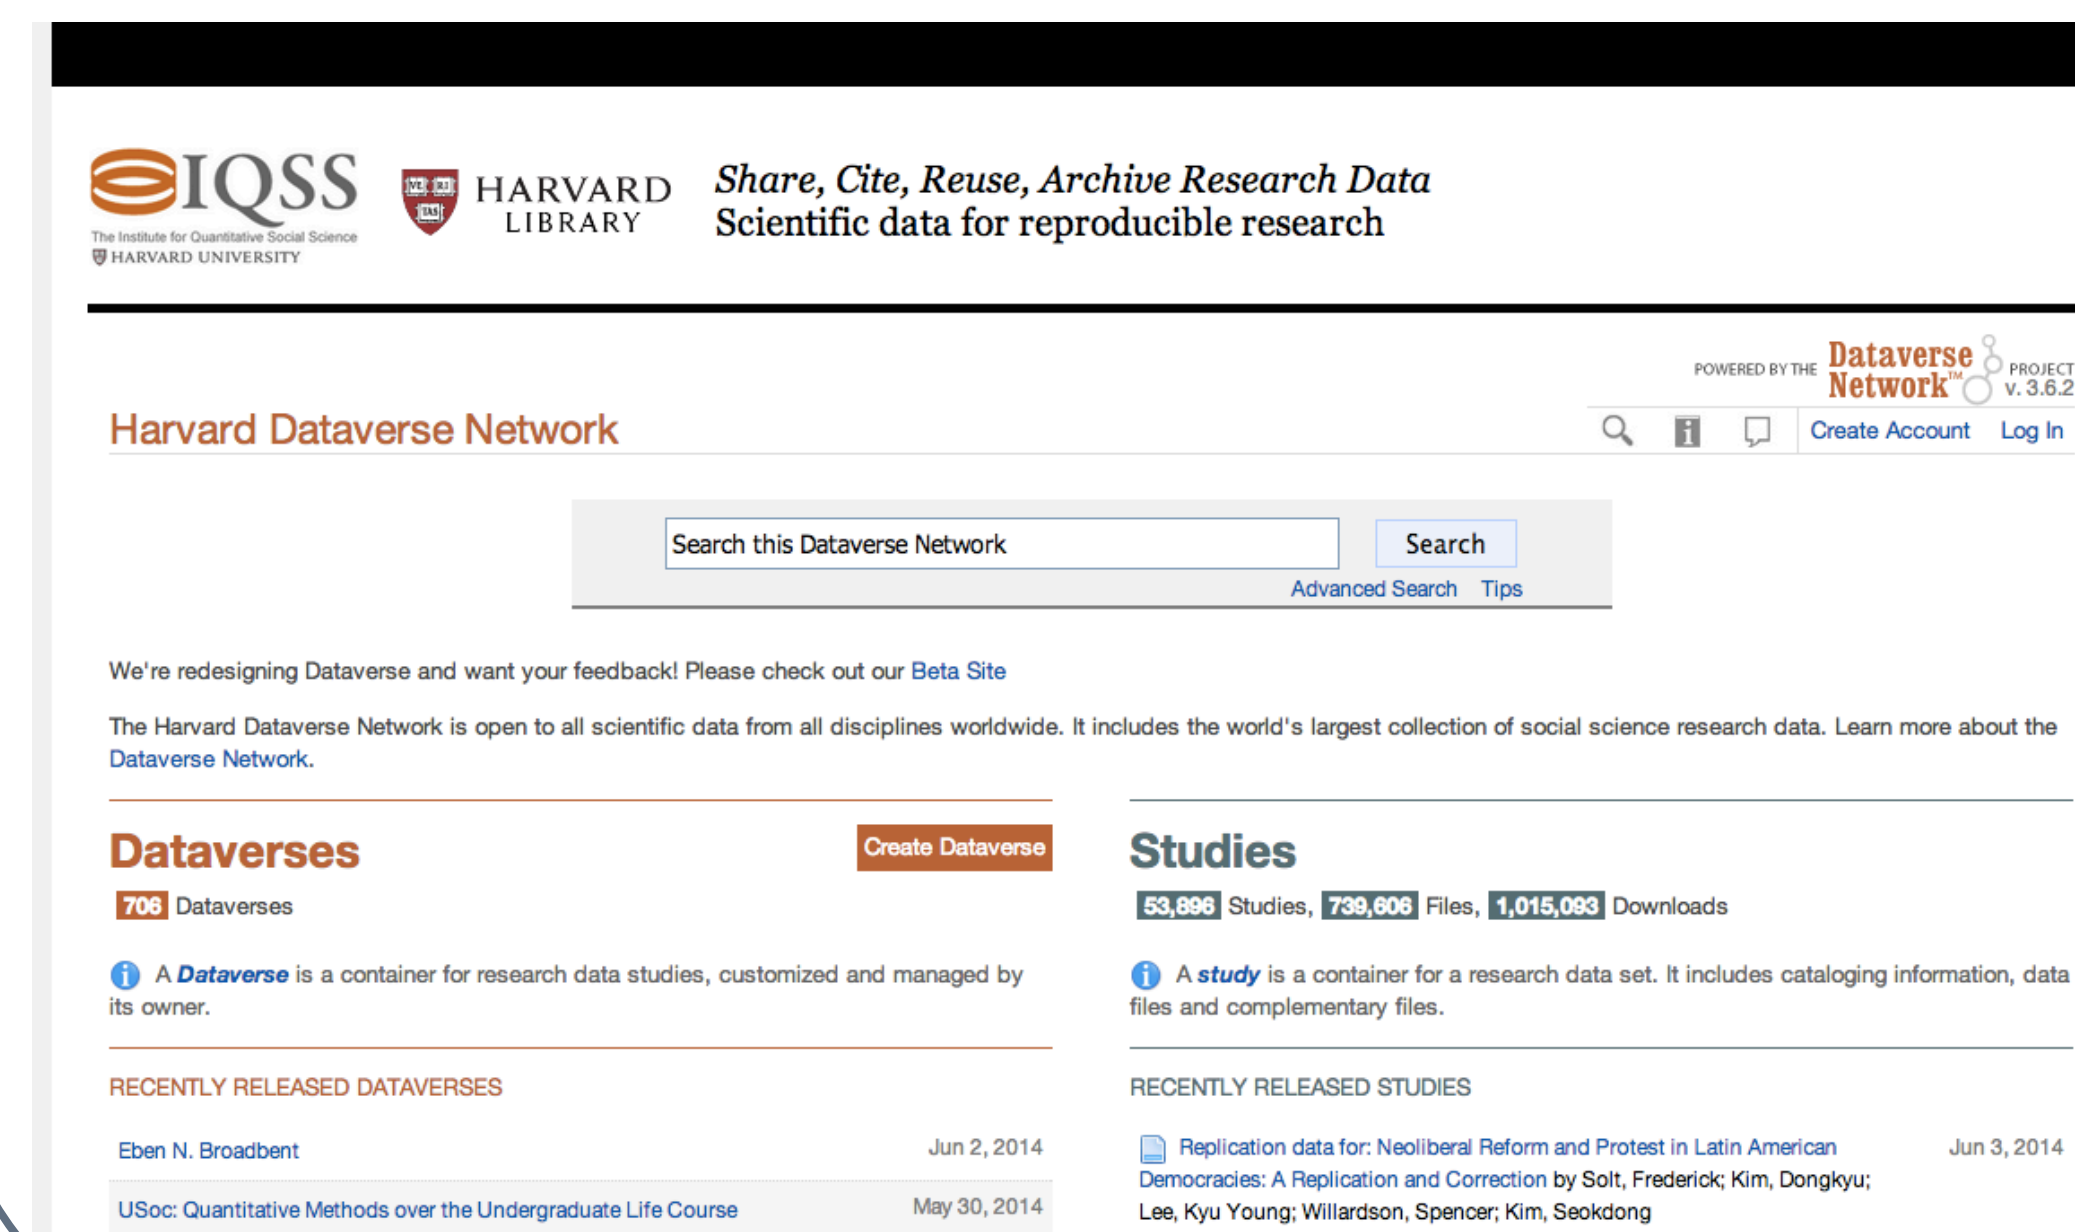 IQSS
The Institute for Quantitative Social Science
HARVARD UNIVERSITY
VE RI TAS
HARVARD
LIBRARY
Share, Cite, Reuse, Archive Research Data
Scientific data for reproducible research
POWERED BY THE Dataverse Network™ PROJECT v. 3.6.2
Harvard Dataverse Network
Create Account Log In
Search this Dataverse Network Search
Advanced Search Tips
We're redesigning Dataverse and want your feedback! Please check out our Beta Site
The Harvard Dataverse Network is open to all scientific data from all disciplines worldwide. It includes the world's largest collection of social science research data. Learn more about the
Dataverse Network.
Dataverses
Create Dataverse
706 Dataverses
A Dataverse is a container for research data studies, customized and managed by
its owner.
RECENTLY RELEASED DATAVERSES
Eben N. Broadbent Jun 2, 2014
USoc: Quantitative Methods over the Undergraduate Life Course May 30, 2014
Studies
53,896 Studies, 739,606 Files, 1,015,093 Downloads
A study is a container for a research data set. It includes cataloging information, data
files and complementary files.
RECENTLY RELEASED STUDIES
Replication data for: Neoliberal Reform and Protest in Latin American Jun 3, 2014
Democracies: A Replication and Correction by Solt, Frederick; Kim, Dongkyu;
Lee, Kyu Young; Willardson, Spencer; Kim, Seokdong